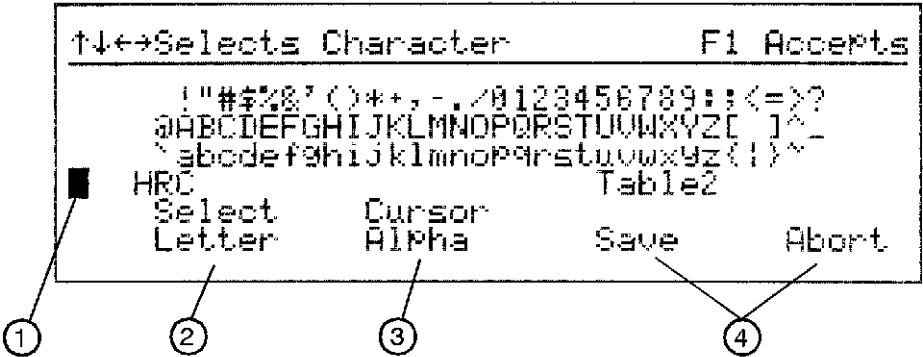 ↑↓←→Selects Character F1 Accepts
!"#$%&'()*+,-./0123456789:;<=>?
@ABCDEFGHIJKLMNOPQRSTUVWXYZ[ ]^_
`abcdefghijklmnopqrstuvwxyz{|}~
HRC Table2
Select Cursor
Letter Alpha Save Abort
1 2 3 4